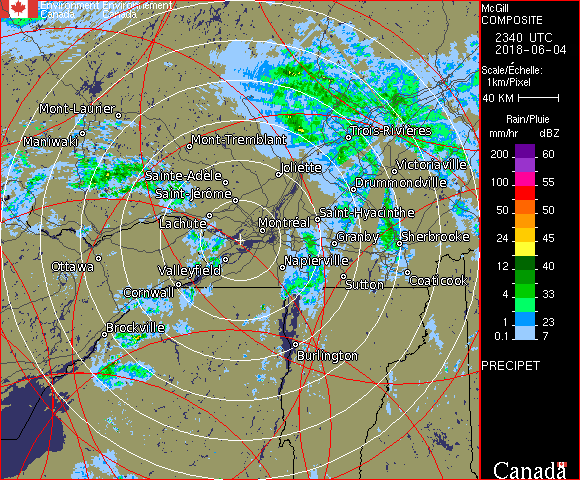 Environment Environnement
Canada Canada
Mont-Laurier
Maniwaki
Mont-Tremblant
Trois-Rivières
Sainte-Adèle
Joliette
Victoriaville
Saint-Jérôme
Drummondville
Lachute
Montréal
Saint-Hyacinthe
Granby
Sherbrooke
Ottawa
Valleyfield
Napierville
Sutton
Coaticook
Cornwall
Brockville
Burlington
McGill
COMPOSITE
2340 UTC
2018-06-04
Scale/Échelle:
1km/Pixel
40 KM
Rain/Pluie
mm/hr dBZ
200 60
100 55
50 50
24 45
12 40
4 33
1 23
0.1 7
PRECIPET
Canada